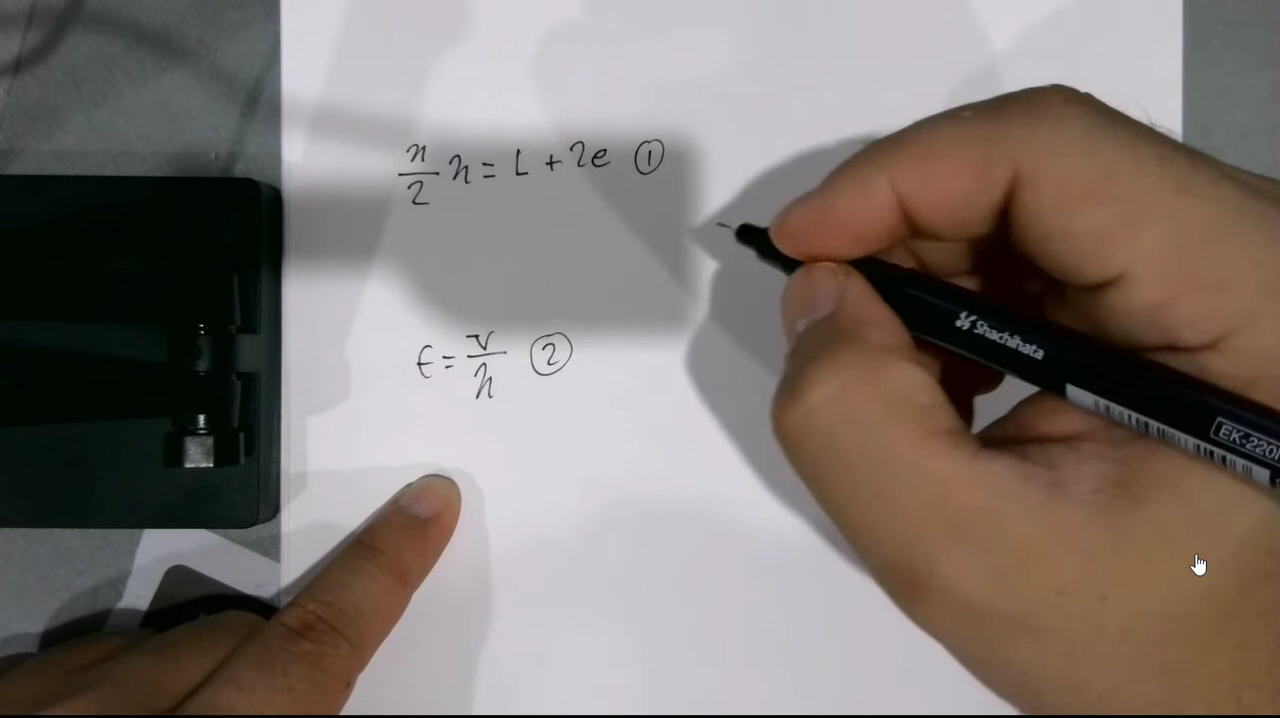 n/2 λ = L + 2e ①
f = v/λ ②
Shachihata
EK-220